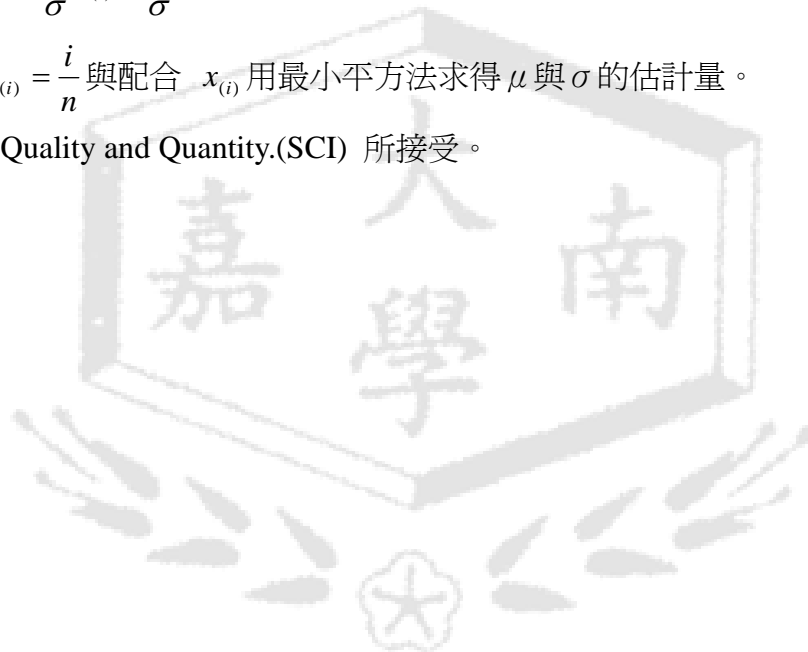 σ σ
(i) = i/n 與配合 x(i) 用最小平方法求得 μ 與 σ 的估計量。
Quality and Quantity.(SCI) 所接受。
大
嘉 南
學